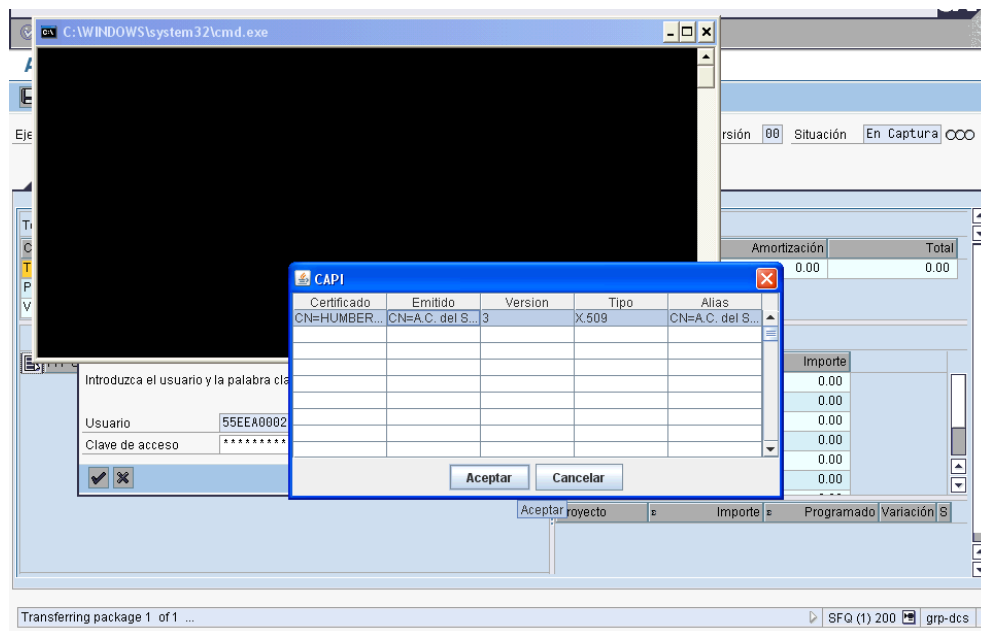 C:\WINDOWS\system32\cmd.exe
Eje
rsión 00 Situación En Captura
Amortización Total
0.00 0.00
CAPI
Certificado Emitido Version Tipo Alias
CN=HUMBER... CN=A.C. del S... 3 X.509 CN=A.C. del S...
Importe
0.00
0.00
0.00
0.00
0.00
0.00
Introduzca el usuario y la palabra cla
Usuario 55EEA0002
Clave de acceso *********
Aceptar Cancelar
Aceptar
royecto Importe Programado Variación S
Transferring package 1 of 1 ...
SFQ (1) 200 grp-dcs